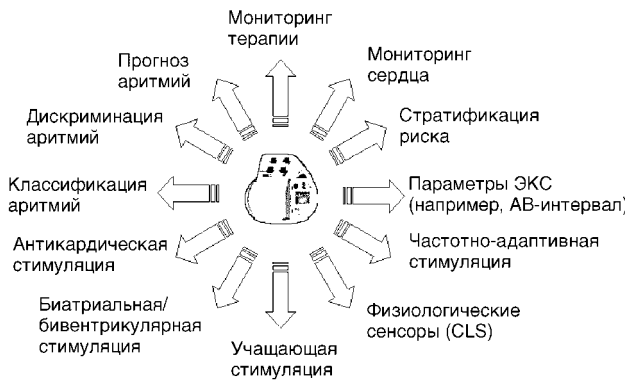 Мониторинг
терапии
Мониторинг
сердца
Стратификация
риска
Параметры ЭКС
(например, АВ-интервал)
Частотно-адаптивная
стимуляция
Физиологические
сенсоры (CLS)
Учащающая
стимуляция
Биатриальная/
бивентрикулярная
стимуляция
Антикардическая
стимуляция
Классификация
аритмий
Дискриминация
аритмий
Прогноз
аритмий